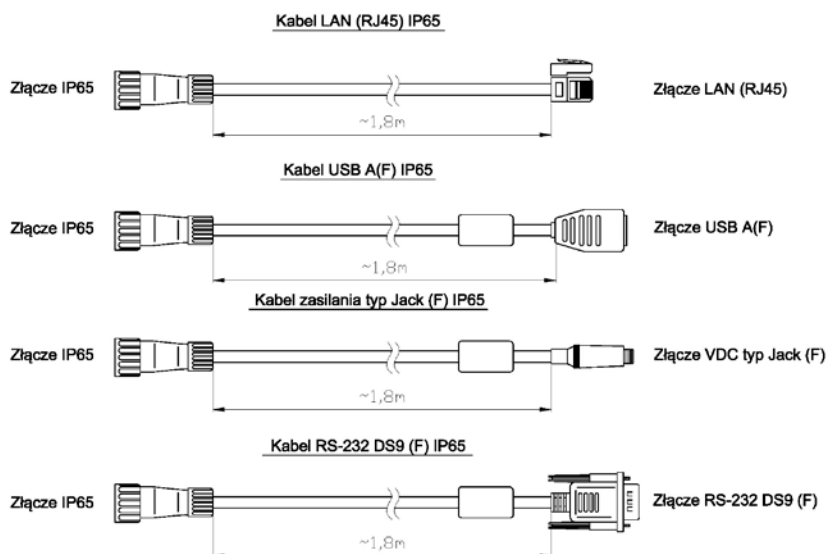 Kabel LAN (RJ45) IP65
Złącze IP65
Złącze LAN (RJ45)
~1,8m
Kabel USB A(F) IP65
Złącze IP65
Złącze USB A(F)
~1,8m
Kabel zasilania typ Jack (F) IP65
Złącze IP65
Złącze VDC typ Jack (F)
~1,8m
Kabel RS-232 DS9 (F) IP65
Złącze IP65
Złącze RS-232 DS9 (F)
~1,8m